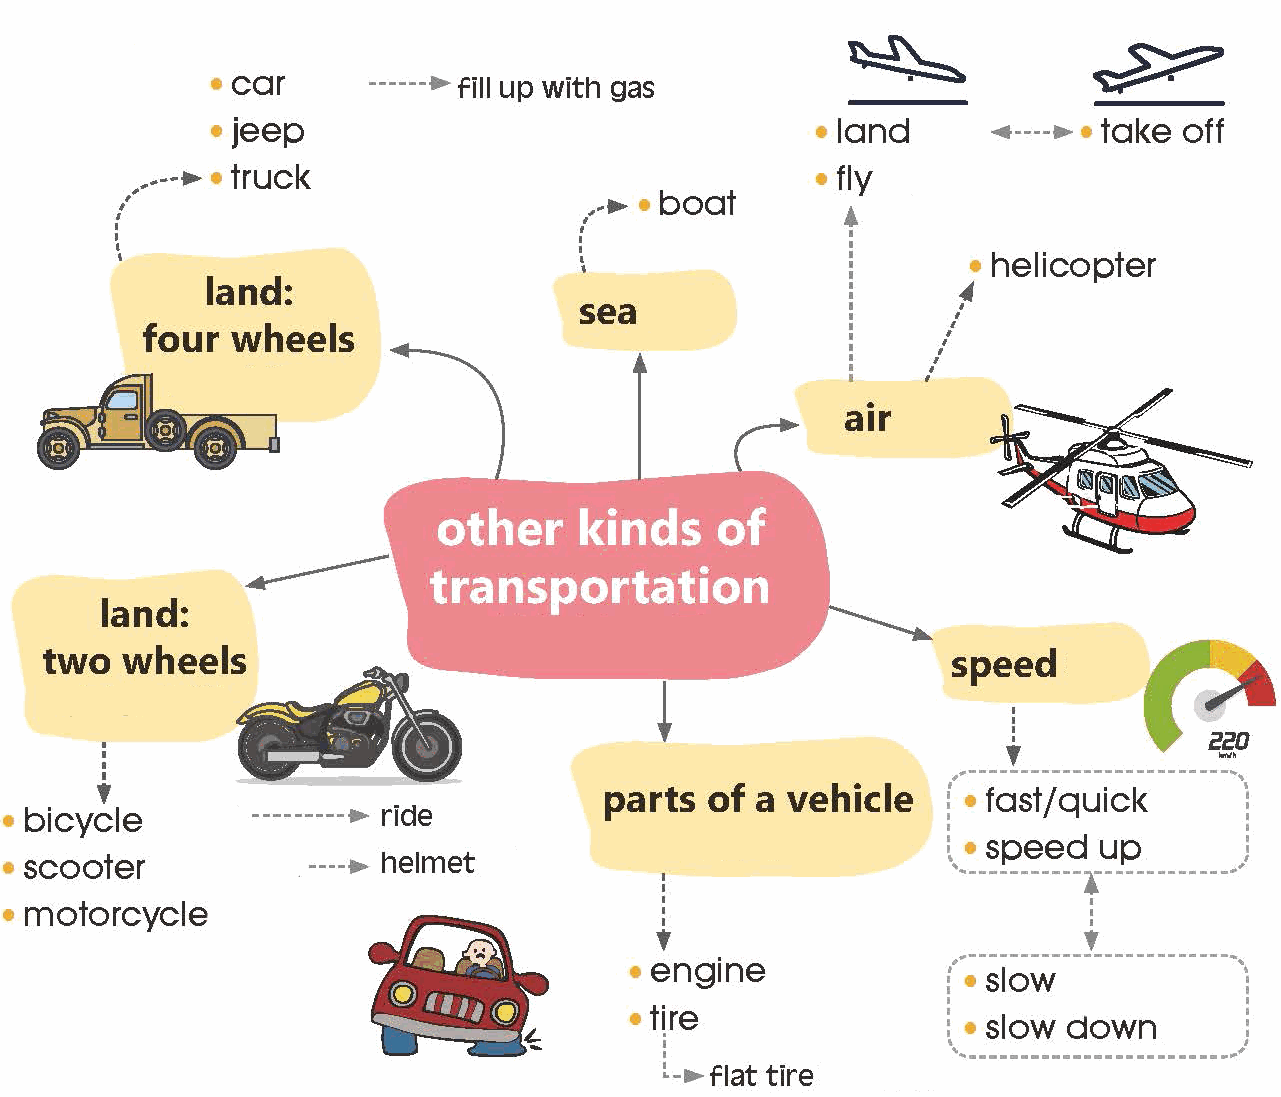 car
fill up with gas
jeep
truck
land:
four wheels
boat
sea
land
take off
fly
helicopter
air
other kinds of
transportation
land:
two wheels
bicycle
ride
scooter
helmet
motorcycle
parts of a vehicle
engine
tire
flat tire
speed
220
km/h
fast/quick
speed up
slow
slow down